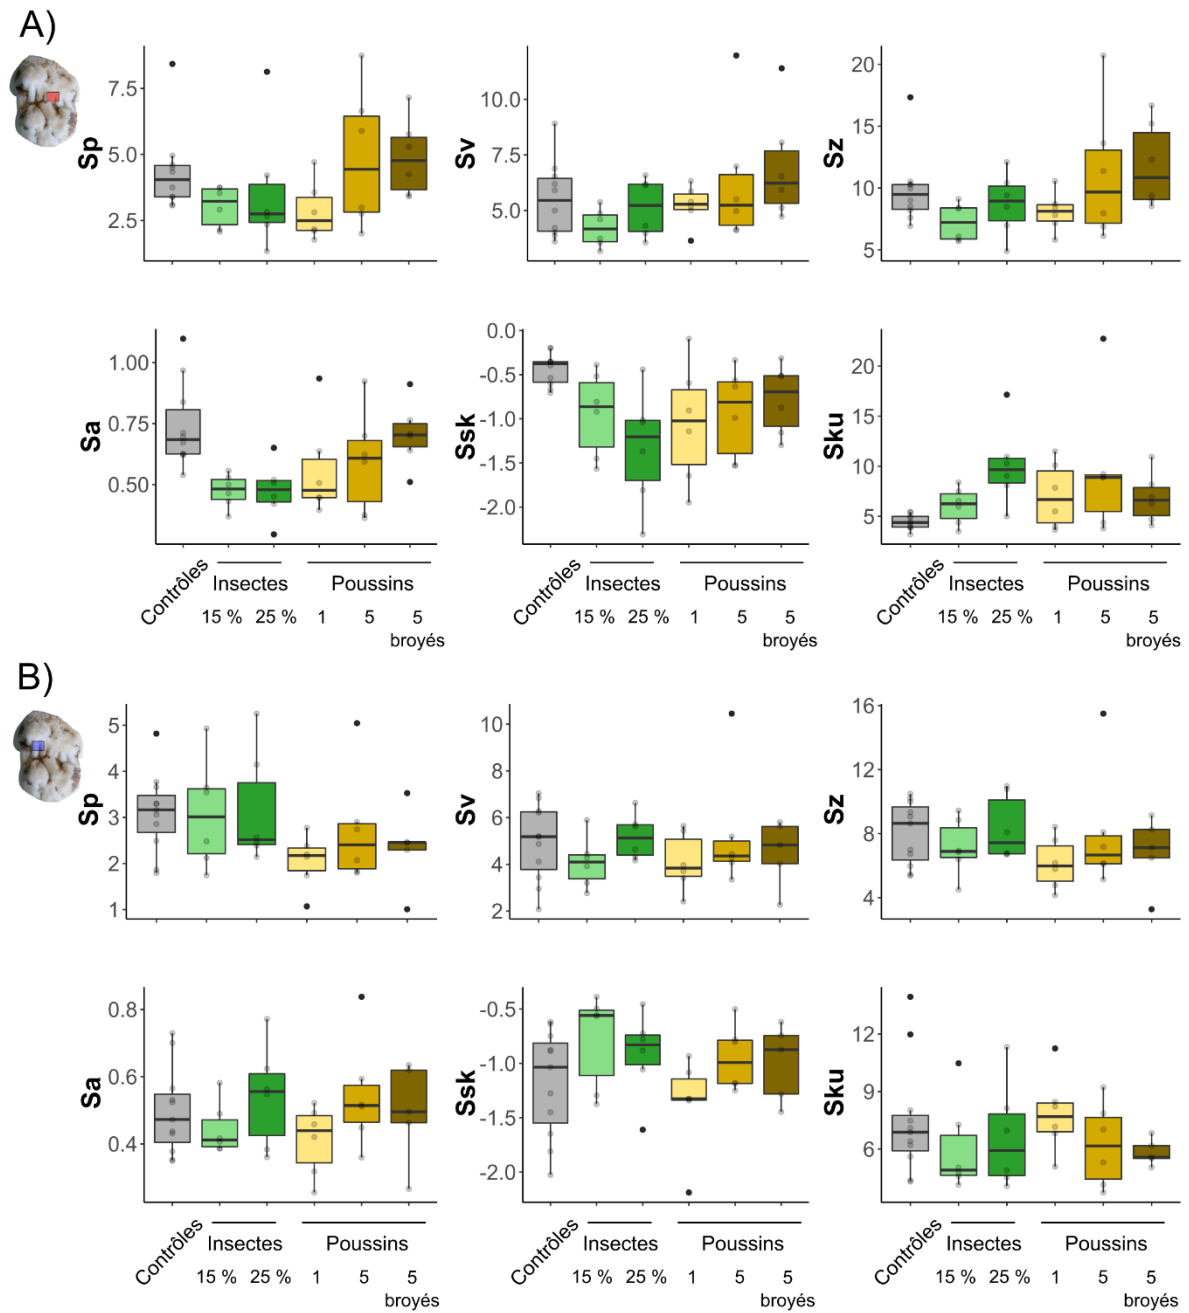 A)
Sp
7.5
5.0
2.5
Sv
10.0
7.5
5.0
Sz
20
15
10
5
Sa
1.00
0.75
0.50
Ssk
0.0
-0.5
-1.0
-1.5
-2.0
Sku
20
15
10
5
Contrôles Insectes Poussins Contrôles Insectes Poussins Contrôles Insectes Poussins
15 % 25 % 1 5 5 15 % 25 % 1 5 5 15 % 25 % 1 5 5
broyés broyés broyés
B)
Sp
5
4
3
2
1
Sv
10
8
6
4
2
Sz
16
12
8
4
Sa
0.8
0.6
0.4
Ssk
-0.5
-1.0
-1.5
-2.0
Sku
12
9
6
Contrôles Insectes Poussins Contrôles Insectes Poussins Contrôles Insectes Poussins
15 % 25 % 1 5 5 15 % 25 % 1 5 5 15 % 25 % 1 5 5
broyés broyés broyés